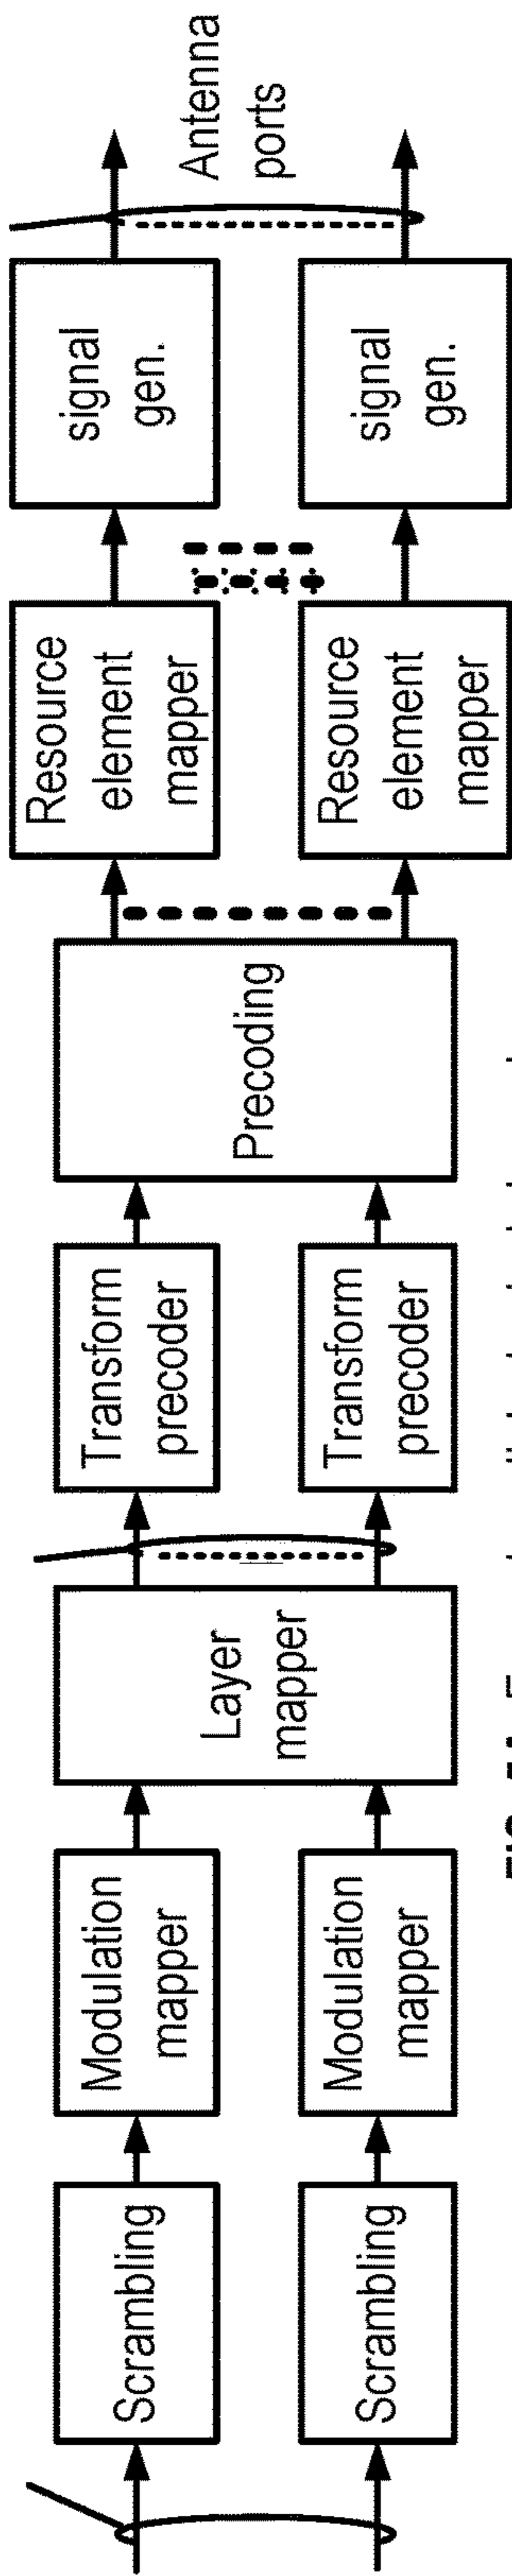 Scrambling
Modulation
mapper
Layer
mapper
Transform
precoder
Precoding
Resource
element
mapper
signal
gen.
Antenna
ports
Scrambling
Modulation
mapper
Transform
precoder
Resource
element
mapper
signal
gen.